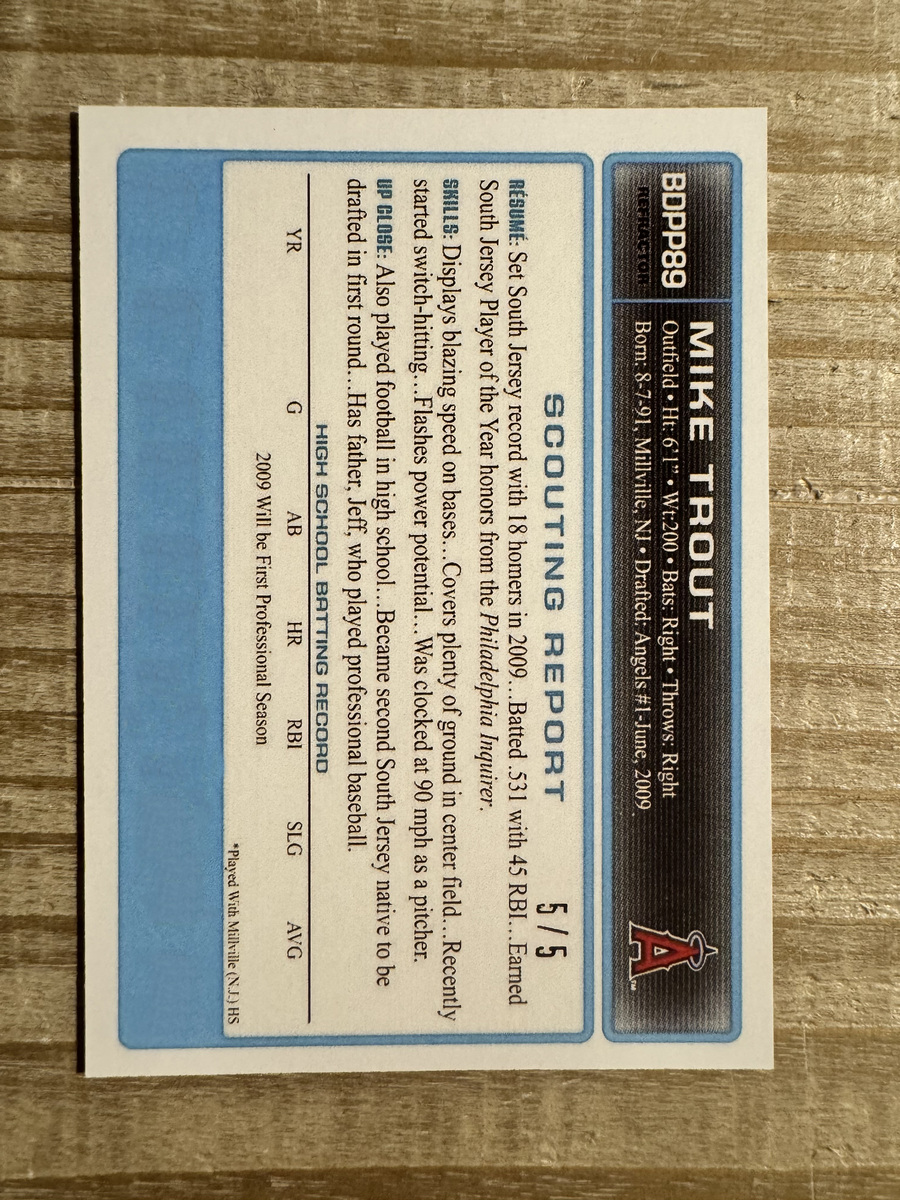 BDPP89
REFRACTOR
MIKE TROUT
Outfield • Ht: 6'1" • Wt:200 • Bats: Right • Throws: Right
Born: 8-7-91, Millville, NJ • Drafted: Angels #1-June, 2009
A
TM
SCOUTING REPORT
5/5
RÉSUMÉ: Set South Jersey record with 18 homers in 2009…Batted .531 with 45 RBI…Earned
South Jersey Player of the Year honors from the Philadelphia Inquirer.
SKILLS: Displays blazing speed on bases…Covers plenty of ground in center field…Recently
started switch-hitting…Flashes power potential…Was clocked at 90 mph as a pitcher.
UP CLOSE: Also played football in high school…Became second South Jersey native to be
drafted in first round…Has father, Jeff, who played professional baseball.
HIGH SCHOOL BATTING RECORD
YR G AB HR RBI SLG AVG
2009 Will be First Professional Season
*Played With Millville (N.J.) HS